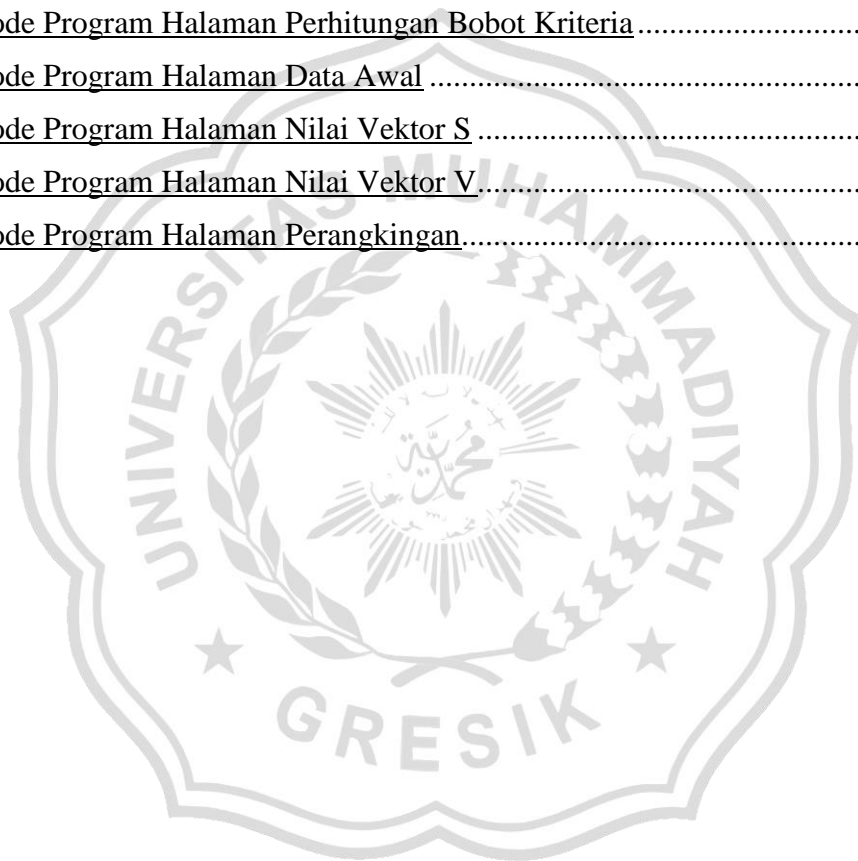 ode Program Halaman Perhitungan Bobot Kriteria............................
ode Program Halaman Data Awal......................................................
ode Program Halaman Nilai Vektor S................................................
ode Program Halaman Nilai Vektor V................................................
ode Program Halaman Perangkingan..................................................
UNIVERSITAS MUHAMMADIYAH
محمد
GRESIK